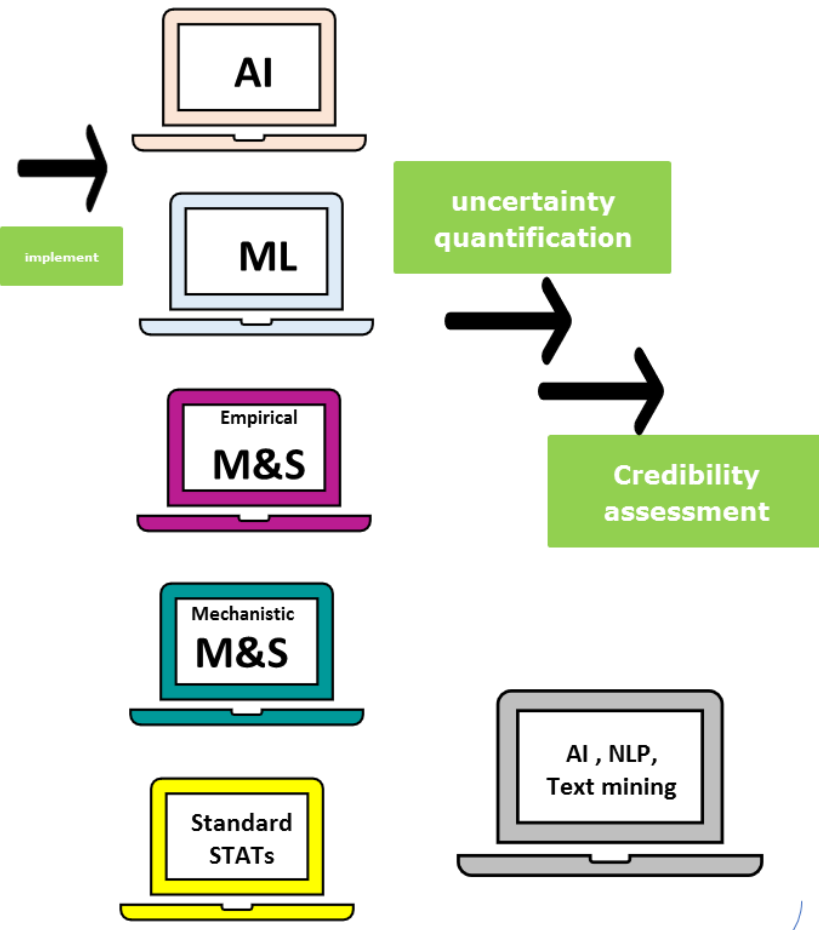 AI
implement
ML
uncertainty
quantification
Empirical
M&S
Credibility
assessment
Mechanistic
M&S
AI , NLP,
Text mining
Standard
STATs